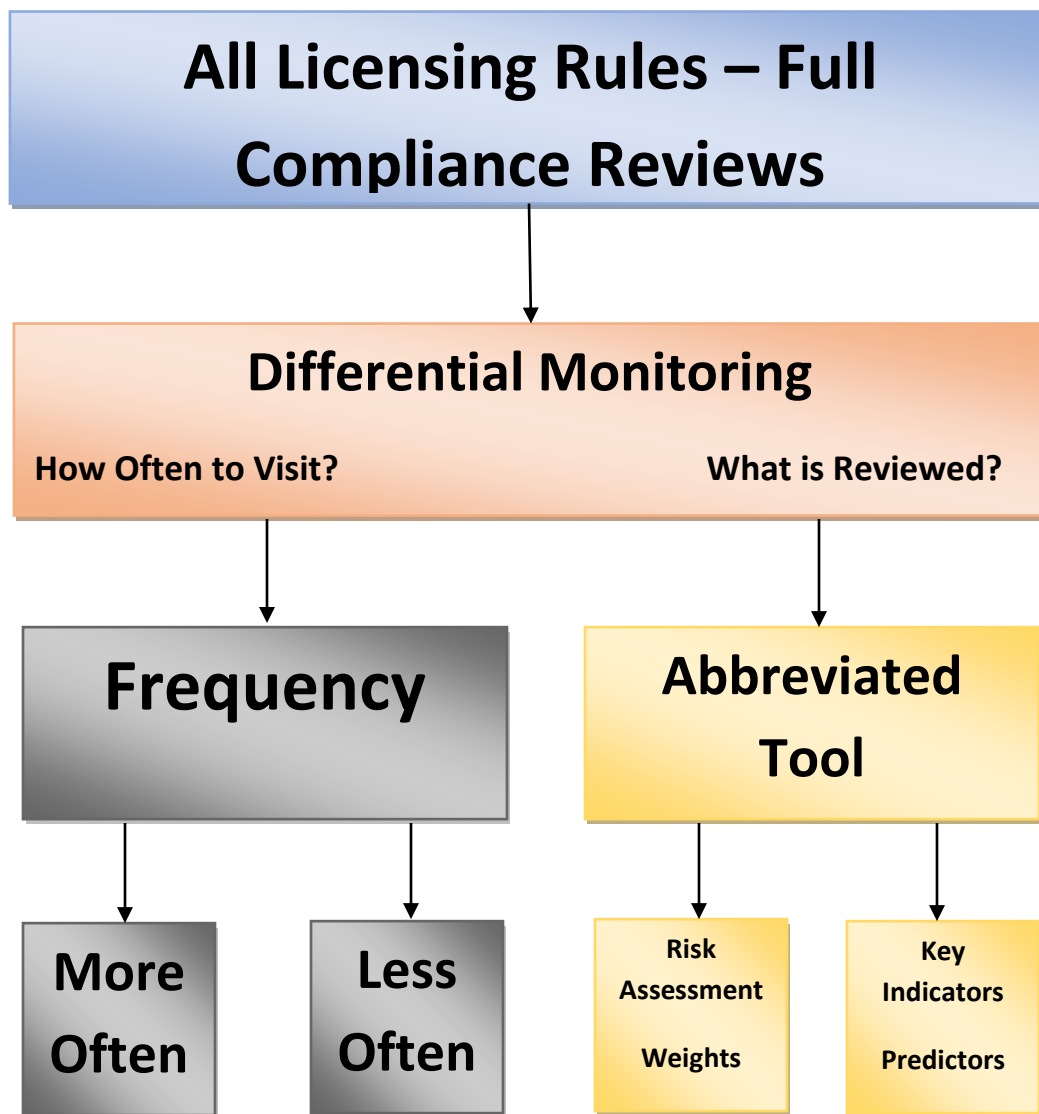 All Licensing Rules – Full
Compliance Reviews
Differential Monitoring
How Often to Visit?
What is Reviewed?
Frequency
Abbreviated
Tool
More
Often
Less
Often
Risk
Assessment
Weights
Key
Indicators
Predictors